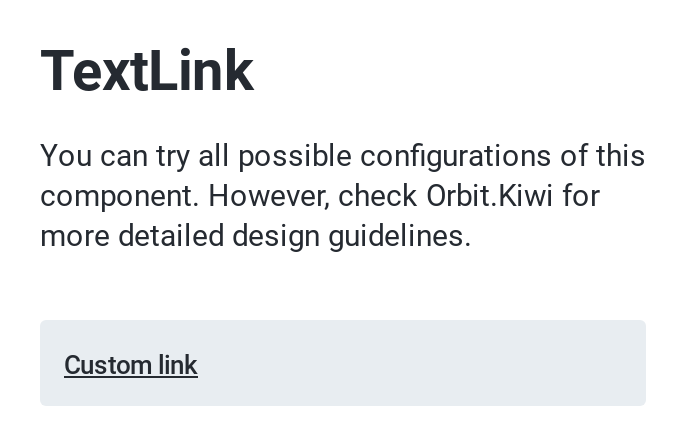 TextLink
You can try all possible configurations of this
component. However, check Orbit.Kiwi for
more detailed design guidelines.
Custom link